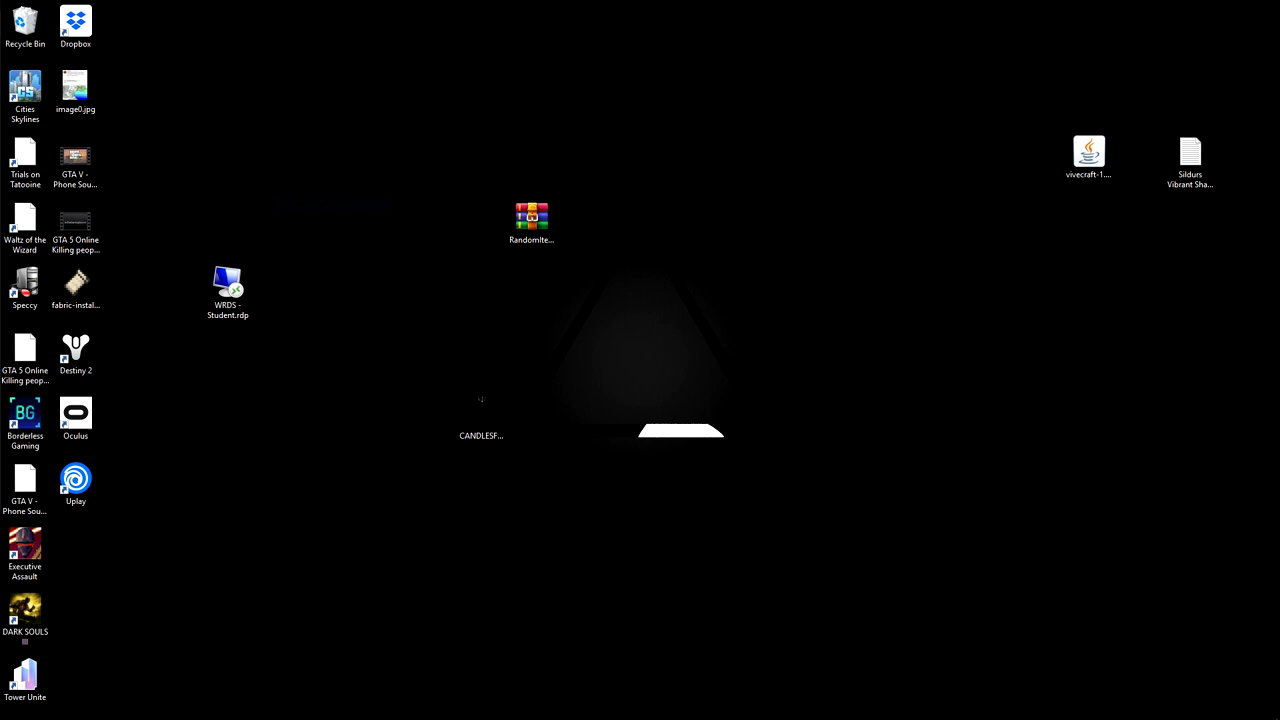 Recycle Bin
Dropbox
Cities
Skylines
image0.jpg
Trials on
Tatooine
GTA V -
Phone Sou...
Waltz of the
Wizard
GTA 5 Online
Killing peop...
Speccy
fabric-instal...
GTA 5 Online
Killing peop...
Destiny 2
BG
Borderless
Gaming
Oculus
GTA V -
Phone Sou...
Uplay
Executive
Assault
DARK SOULS
III
Tower Unite
WRDS -
Student.rdp
RandomIte...
CANDLESF...
vivecraft-1....
Sildurs
Vibrant Sha...